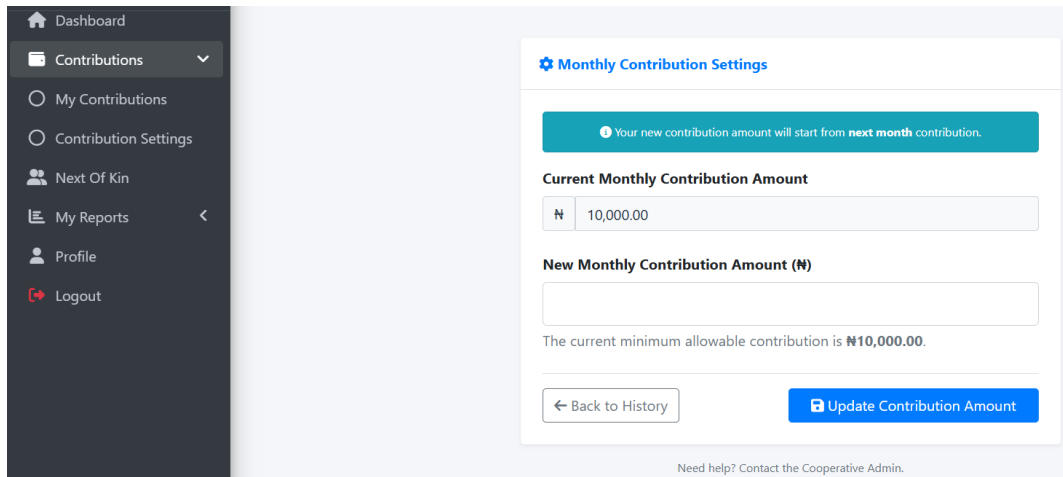 Dashboard
Contributions
My Contributions
Contribution Settings
Next Of Kin
My Reports
Profile
Logout
Monthly Contribution Settings
Your new contribution amount will start from next month contribution.
Current Monthly Contribution Amount
₦ 10,000.00
New Monthly Contribution Amount (₦)
The current minimum allowable contribution is ₦10,000.00.
Back to History
Update Contribution Amount
Need help? Contact the Cooperative Admin.